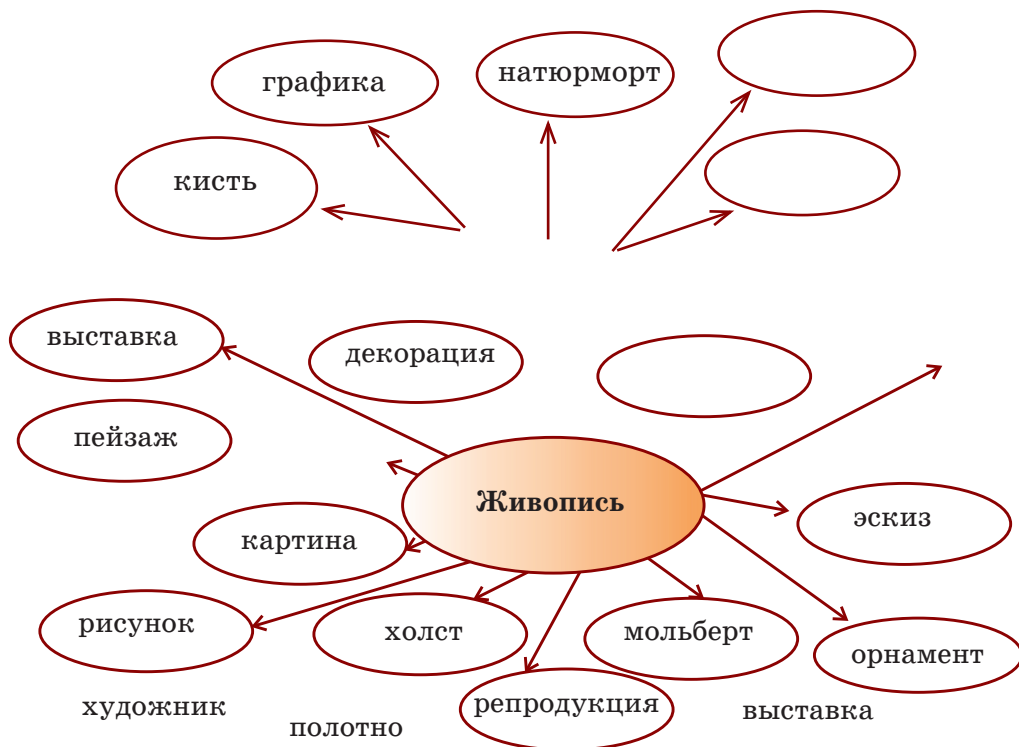 графика
натюрморт
кисть
выставка
декорация
пейзаж
Живопись
эскиз
картина
рисунок
холст
мольберт
орнамент
художник
полотно
репродукция
выставка